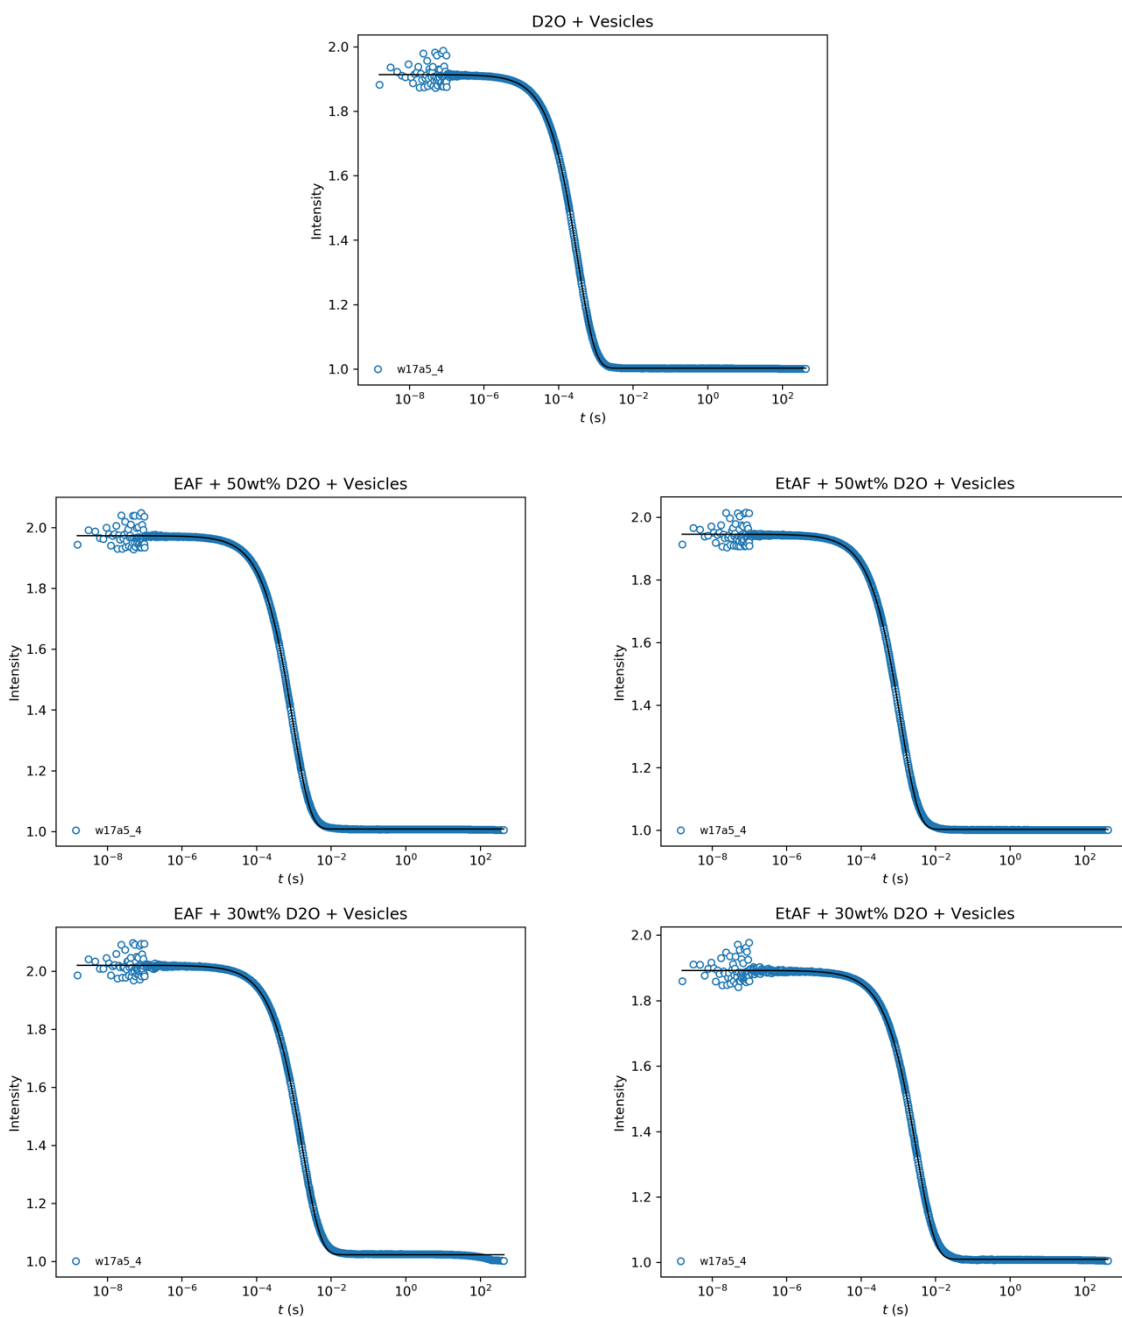 D2O + Vesicles
2.0
1.8
1.6
1.4
1.2
1.0
Intensity
w17a5_4
10⁻⁸ 10⁻⁶ 10⁻⁴ 10⁻² 10⁰ 10²
t (s)
EAF + 50wt% D2O + Vesicles
2.0
1.8
1.6
1.4
1.2
1.0
Intensity
w17a5_4
10⁻⁸ 10⁻⁶ 10⁻⁴ 10⁻² 10⁰ 10²
t (s)
EtAF + 50wt% D2O + Vesicles
2.0
1.8
1.6
1.4
1.2
1.0
Intensity
w17a5_4
10⁻⁸ 10⁻⁶ 10⁻⁴ 10⁻² 10⁰ 10²
t (s)
EAF + 30wt% D2O + Vesicles
2.0
1.8
1.6
1.4
1.2
1.0
Intensity
w17a5_4
10⁻⁸ 10⁻⁶ 10⁻⁴ 10⁻² 10⁰ 10²
t (s)
EtAF + 30wt% D2O + Vesicles
2.0
1.8
1.6
1.4
1.2
1.0
Intensity
w17a5_4
10⁻⁸ 10⁻⁶ 10⁻⁴ 10⁻² 10⁰ 10²
t (s)